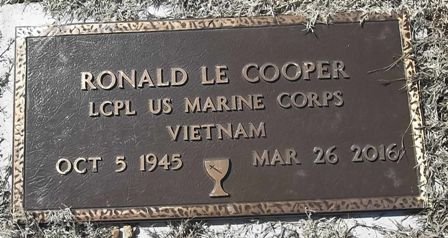 RONALD LE COOPER
LCPL US MARINE CORPS
VIETNAM
OCT 5 1945 MAR 26 2016